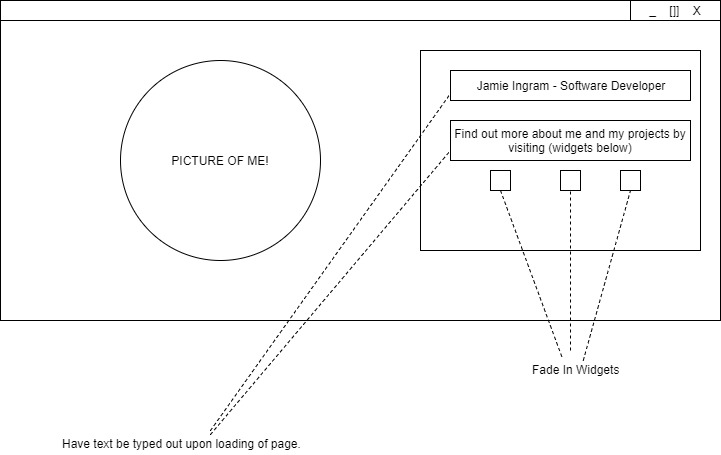 _ []] X
Jamie Ingram - Software Developer
PICTURE OF ME!
Find out more about me and my projects by
visiting (widgets below)
Fade In Widgets
Have text be typed out upon loading of page.